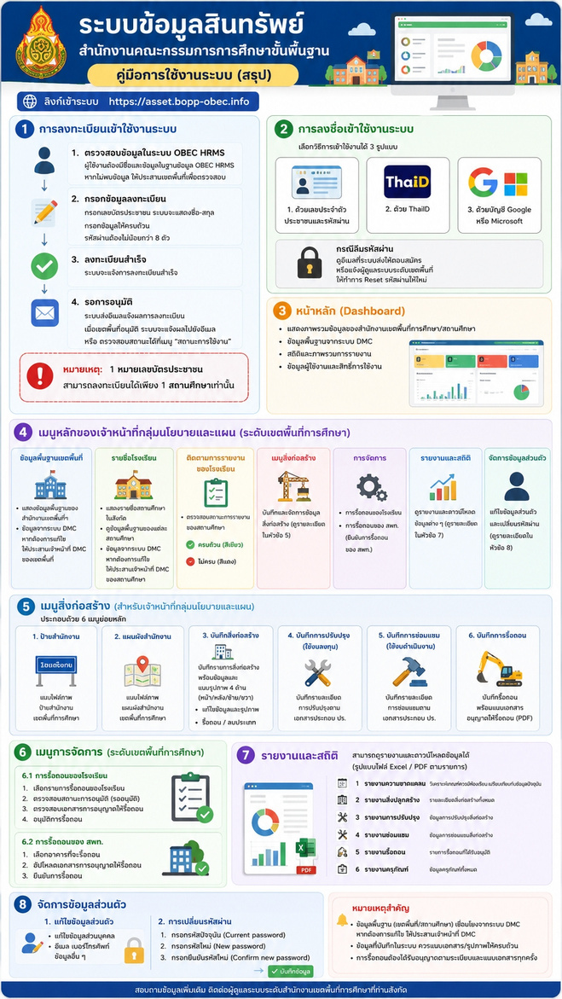 ระบบข้อมูลสินทรัพย์
สำนักงานคณะกรรมการการศึกษาขั้นพื้นฐาน
คู่มือการใช้งานระบบ (สรุป)
ลิงก์เข้าระบบ https://asset.bopp-obec.info
1 การลงทะเบียนเข้าใช้งานระบบ
1. ตรวจสอบข้อมูลในระบบ OBEC HRMS
ผู้ใช้งานต้องมีชื่อและข้อมูลในฐานข้อมูล OBEC HRMS
หากไม่พบข้อมูล ให้ประสานเขตพื้นที่เพื่อตรวจสอบ
2. กรอกข้อมูลลงทะเบียน
กรอกเลขบัตรประชาชน ระบบจะแสดงชื่อ-สกุล
กรอกข้อมูลให้ครบถ้วน
รหัสผ่านต้องไม่น้อยกว่า 8 ตัว
3. ลงทะเบียนสำเร็จ
ระบบจะแจ้งการลงทะเบียนสำเร็จ
4. รอการอนุมัติ
ระบบส่งอีเมลแจ้งผลการลงทะเบียน
เมื่อเขตพื้นที่อนุมัติ ระบบจะแจ้งผลไปยังอีเมล
หรือ ตรวจสอบสถานะได้ที่เมนู "สถานะการใช้งาน"
หมายเหตุ: 1 หมายเลขบัตรประชาชน
สามารถลงทะเบียนได้เพียง 1 สถานศึกษาเท่านั้น
2 การลงชื่อเข้าใช้งานระบบ
เลือกวิธีการเข้าใช้งานได้ 3 รูปแบบ
1. ด้วยเลขประจำตัว
ประชาชนและรหัสผ่าน
ThaiD
2. ด้วย ThaiID
3. ด้วยบัญชี Google
หรือ Microsoft
กรณีลืมรหัสผ่าน
ดูอีเมลที่ระบบส่งให้ตอนสมัคร
หรือแจ้งผู้ดูแลระบบระดับเขตพื้นที่
ให้ทำการ Reset รหัสผ่านให้ใหม่
3 หน้าหลัก (Dashboard)
• แสดงภาพรวมข้อมูลของสำนักงานเขตพื้นที่การศึกษา/สถานศึกษา
• ข้อมูลพื้นฐานจากระบบ DMC
• สถิติและภาพรวมการรายงาน
• ข้อมูลผู้ใช้งานและสิทธิ์การใช้งาน
4 เมนูหลักของเจ้าหน้าที่กลุ่มนโยบายและแผน (ระดับเขตพื้นที่การศึกษา)
ข้อมูลพื้นฐานเขตพื้นที่
• แสดงข้อมูลพื้นฐานของ
สำนักงานเขตพื้นที่ฯ
• ข้อมูลจากระบบ DMC
หากต้องการแก้ไข
ให้ประสานเจ้าหน้าที่ DMC
ของเขตพื้นที่
รายชื่อโรงเรียน
• แสดงรายชื่อสถานศึกษา
ในสังกัด
• ดูข้อมูลพื้นฐานของแต่ละ
สถานศึกษา
• ข้อมูลจากระบบ DMC
หากต้องการแก้ไข
ให้ประสานเจ้าหน้าที่ DMC
ของสถานศึกษา
ติดตามการรายงาน
ของโรงเรียน
• ตรวจสอบสถานะการรายงาน
ของสถานศึกษา
ครบถ้วน (สีเขียว)
ไม่ครบ (สีแดง)
เมนูสิ่งก่อสร้าง
บันทึกและจัดการข้อมูล
สิ่งก่อสร้าง (ดูรายละเอียด
ในหัวข้อ 5)
การจัดการ
• การรื้อถอนของโรงเรียน
• การรื้อถอนของ สพท.
(ยืนยันการรื้อถอน
ของ สพท.)
รายงานและสถิติ
ดูรายงานและดาวน์โหลด
ข้อมูลต่าง ๆ (ดูรายละเอียด
ในหัวข้อ 7)
จัดการข้อมูลส่วนตัว
แก้ไขข้อมูลส่วนตัว
และเปลี่ยนรหัสผ่าน
(ดูรายละเอียดใน
หัวข้อ 8)
5 เมนูสิ่งก่อสร้าง (สำหรับเจ้าหน้าที่กลุ่มนโยบายและแผน)
ประกอบด้วย 6 เมนูย่อยหลัก
1. ป้ายสำนักงาน
แนบไฟล์ภาพ
ป้ายสำนักงาน
เขตพื้นที่การศึกษา
2. แผนผังสำนักงาน
แนบไฟล์ภาพ
แผนผังสำนักงาน
เขตพื้นที่การศึกษา
3. บันทึกสิ่งก่อสร้าง
บันทึกรายการสิ่งก่อสร้าง
พร้อมข้อมูลและ
แนบรูปภาพ 4 ด้าน
(หน้า/หลัง/ซ้าย/ขวา)
• แก้ไขข้อมูลและรูปภาพ
• รื้อถอน / ลบประเภท
4. บันทึกการปรับปรุง
(ใช้งบลงทุน)
บันทึกรายละเอียด
การปรับปรุงตาม
เอกสารประกอบ ปร.
5. บันทึกการซ่อมแซม
(ใช้งบดำเนินงาน)
บันทึกรายละเอียด
การซ่อมแซมตาม
เอกสารประกอบ ปร.
6. บันทึกการรื้อถอน
บันทึกรื้อถอน
พร้อมแนบเอกสาร
อนุญาตให้รื้อถอน (PDF)
6 เมนูการจัดการ (ระดับเขตพื้นที่การศึกษา)
6.1 การรื้อถอนของโรงเรียน
1. เลือกรายการรื้อถอนของโรงเรียน
2. ตรวจสอบสถานะการอนุมัติ (รออนุมัติ)
3. ตรวจสอบเอกสารการอนุญาตให้รื้อถอน
4. อนุมัติการรื้อถอน
6.2 การรื้อถอนของ สพท.
1. เลือกอาคารที่จะรื้อถอน
2. อัปโหลดเอกสารการอนุญาตให้รื้อถอน
3. ยืนยันการรื้อถอน
7 รายงานและสถิติ
สามารถดูรายงานและดาวน์โหลดข้อมูลได้
(รูปแบบไฟล์ Excel / PDF ตามรายการ)
PDF
1 รายงานความขาดแคลน
2 รายงานสิ่งปลูกสร้าง รายละเอียดสิ่งก่อสร้างทั้งหมด
3 รายงานการปรับปรุง ข้อมูลการปรับปรุงสิ่งก่อสร้าง
4 รายงานซ่อมแซม ข้อมูลการซ่อมแซมสิ่งก่อสร้าง
5 รายงานรื้อถอน รายการรื้อถอนที่ได้รับอนุมัติ
6 รายงานครุภัณฑ์ ข้อมูลครุภัณฑ์ทั้งหมด
8 จัดการข้อมูลส่วนตัว
1. แก้ไขข้อมูลส่วนตัว
• แก้ไขข้อมูลส่วนบุคคล
• อีเมล เบอร์โทรศัพท์
ข้อมูลอื่น ๆ
2. การเปลี่ยนรหัสผ่าน
1. กรอกรหัสปัจจุบัน (Current password)
2. กรอกรหัสใหม่ (New password)
3. กรอกยืนยันรหัสใหม่ (Confirm new password)
บันทึกข้อมูล
หมายเหตุสำคัญ
• ข้อมูลพื้นฐาน (เขตพื้นที่/สถานศึกษา) เชื่อมโยงจากระบบ DMC
หากต้องการแก้ไข ให้ประสานเจ้าหน้าที่ DMC
• ข้อมูลที่บันทึกในระบบ ควรแนบเอกสาร/รูปภาพให้ครบถ้วน
• การรื้อถอนต้องได้รับอนุญาตตามระเบียบและแนบเอกสารทุกครั้ง
สอบถามข้อมูลเพิ่มเติม ติดต่อผู้ดูแลระบบระดับสำนักงานเขตพื้นที่การศึกษาที่ท่านสังกัด